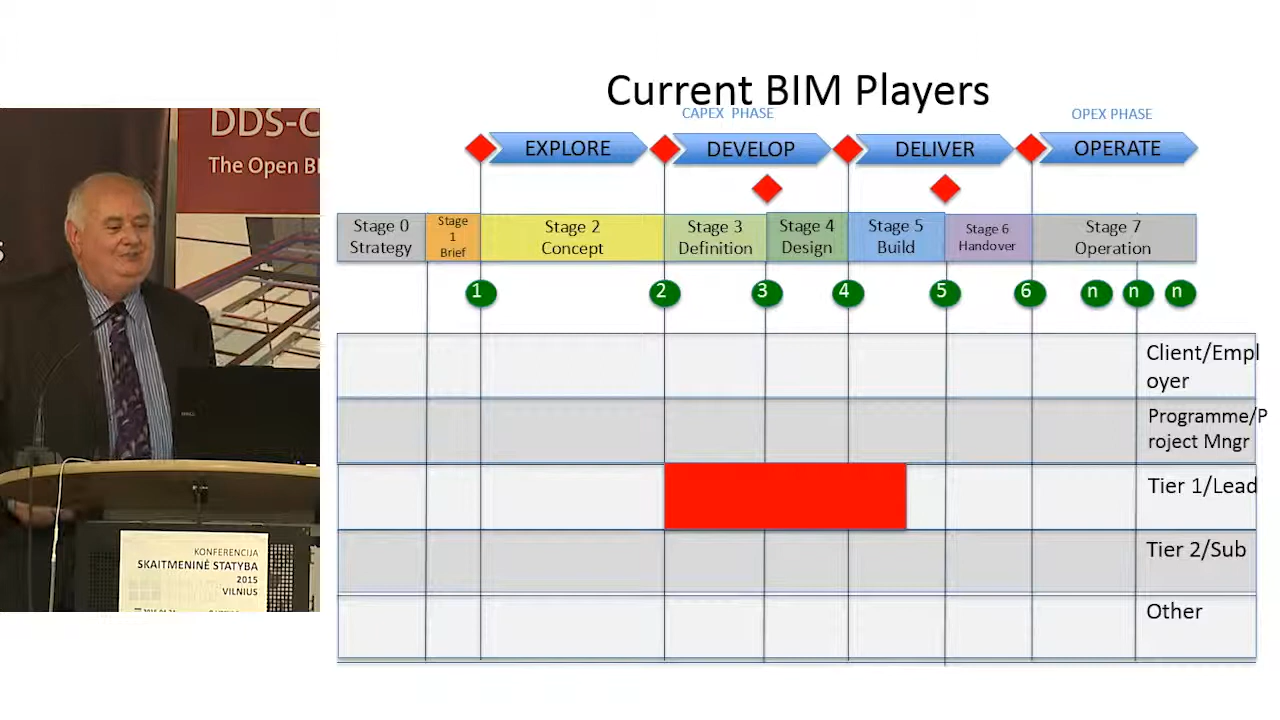 Current BIM Players
CAPEX PHASE
OPEX PHASE
EXPLORE
DEVELOP
DELIVER
OPERATE
Stage 0
Strategy
Stage
1
Brief
Stage 2
Concept
Stage 3
Definition
Stage 4
Design
Stage 5
Build
Stage 6
Handover
Stage 7
Operation
1
2
3
4
5
6
n
n
n
Client/Empl
oyer
Programme/P
roject Mngr
Tier 1/Lead
Tier 2/Sub
Other
DDS-C
The Open BI
S
DELL
KONFERENCIJA
SKAITMENINĖ STATYBA
2015
VILNIUS